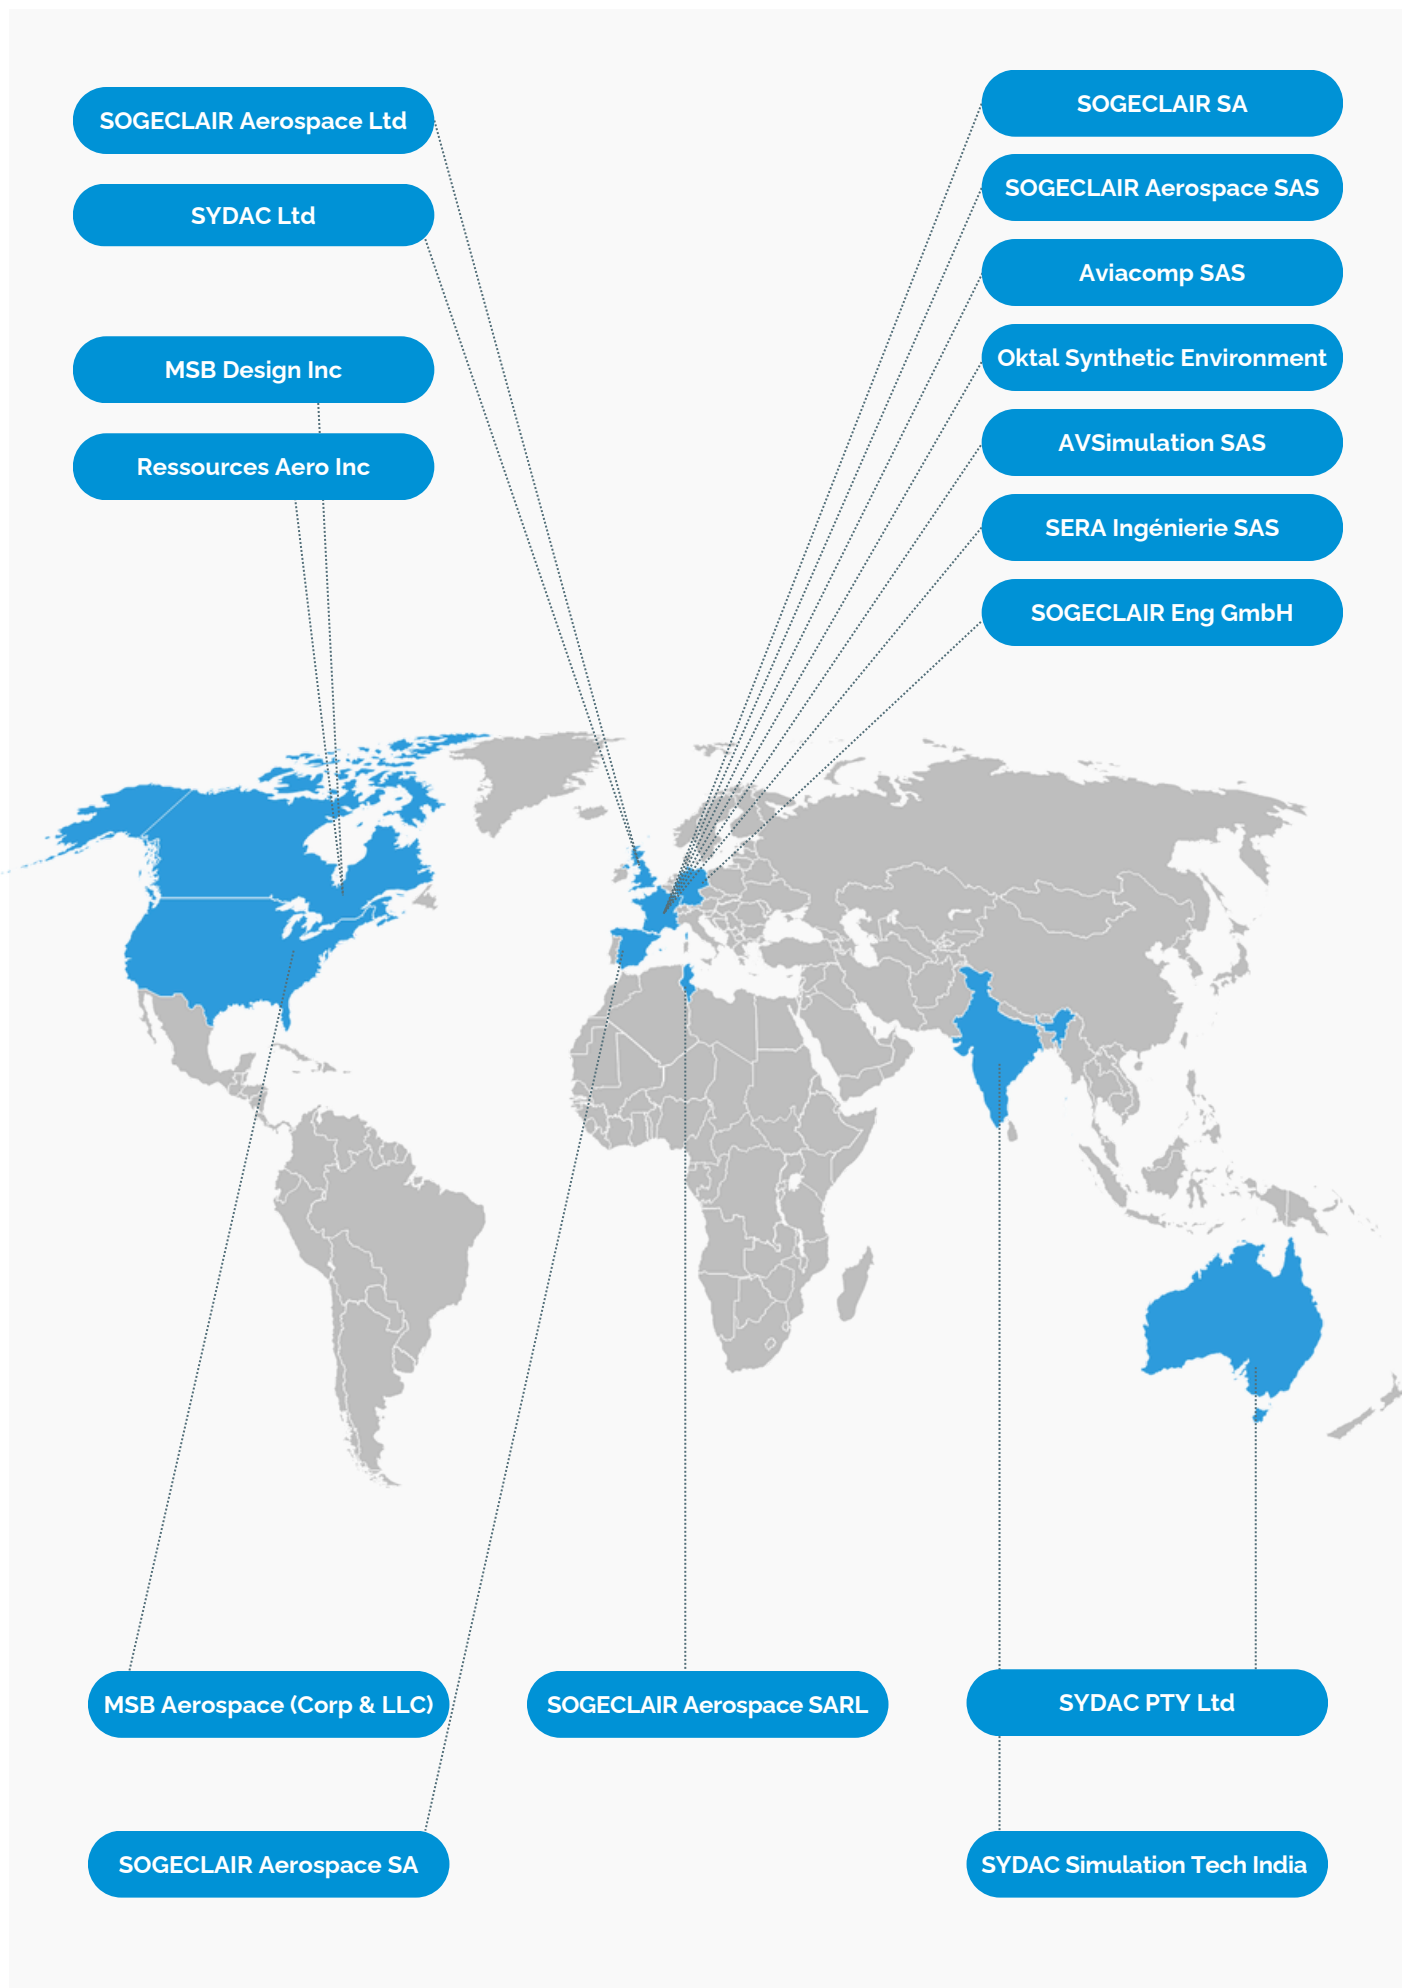 SOGECLAIR Aerospace Ltd
SYDAC Ltd
MSB Design Inc
Ressources Aero Inc
SOGECLAIR SA
SOGECLAIR Aerospace SAS
Aviacomp SAS
Oktal Synthetic Environment
AVSimulation SAS
SERA Ingénierie SAS
SOGECLAIR Eng GmbH
MSB Aerospace (Corp & LLC)
SOGECLAIR Aerospace SARL
SYDAC PTY Ltd
SOGECLAIR Aerospace SA
SYDAC Simulation Tech India